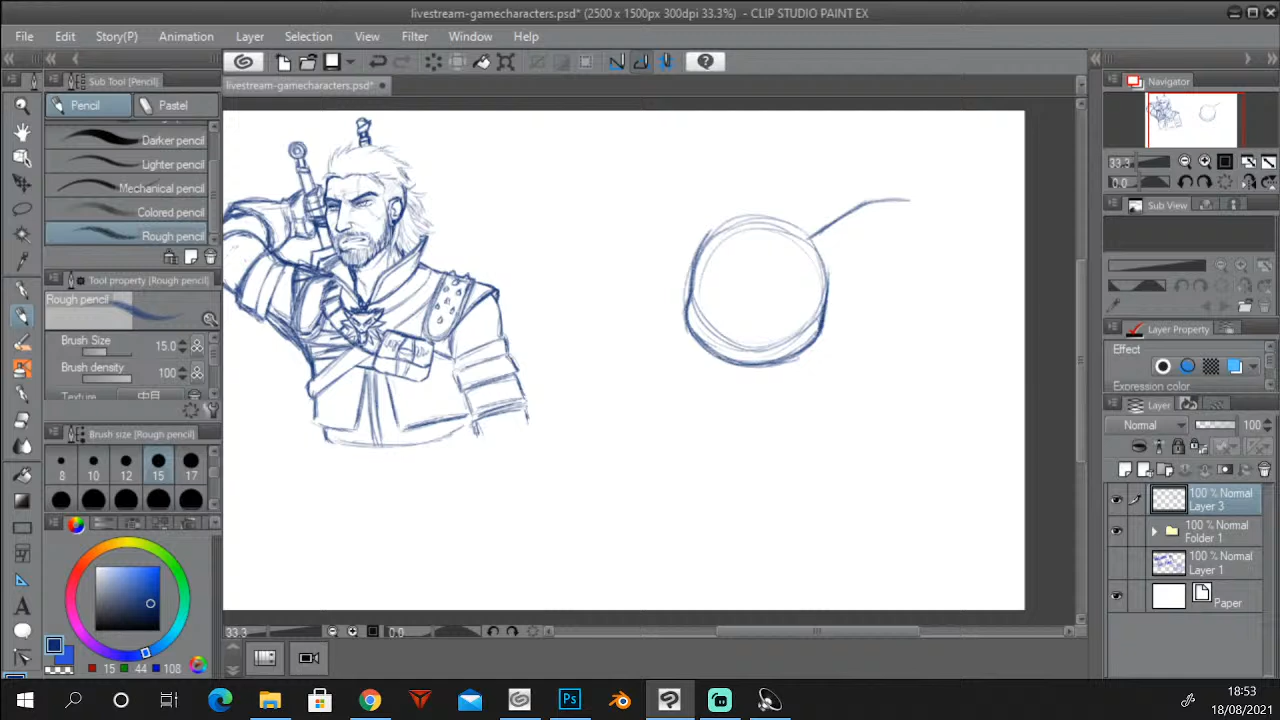 livestream-gamecharacters.psd* (2500 x 1500px 300dpi 33.3%) - CLIP STUDIO PAINT EX
File Edit Story(P) Animation Layer Selection View Filter Window Help
Sub Tool [Pencil]
livestream-gamecharacters.psd*
Navigator
Pencil Pastel
Darker pencil
Lighter pencil
Mechanical pencil
Colored pencil
Rough pencil
33.3
0.0
Sub View
Tool property [Rough pencil]
Rough pencil
Brush Size 15.0
Brush density 100
Texture
Layer Property
Effect
Expression color
Layer
Normal 100
Brush size [Rough pencil]
8 10 12 15 17
100 % Normal
Layer 3
100 % Normal
Folder 1
100 % Normal
Layer 1
Paper
33.3 0.0
15 44 108
A
Ps
18:53
18/08/2021